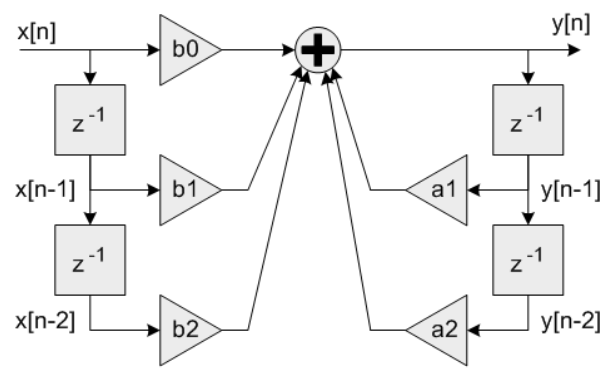 x[n]
y[n]
b0
+
z -1
z -1
x[n-1]
b1
a1
y[n-1]
z -1
z -1
x[n-2]
b2
a2
y[n-2]